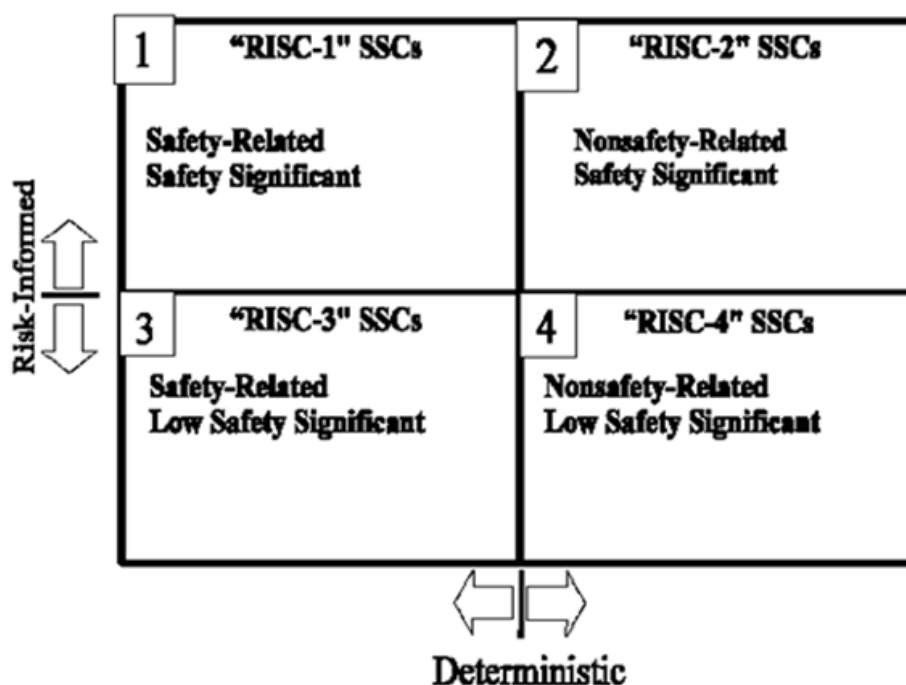 1
“RISC-1" SSCs
Safety-Related
Safety Significant
2
“RISC-2” SSCs
Nonsafety-Related
Safety Significant
Risk-Informed
3
“RISC-3" SSCs
Safety-Related
Low Safety Significant
4
“RISC-4” SSCs
Nonsafety-Related
Low Safety Significant
Deterministic